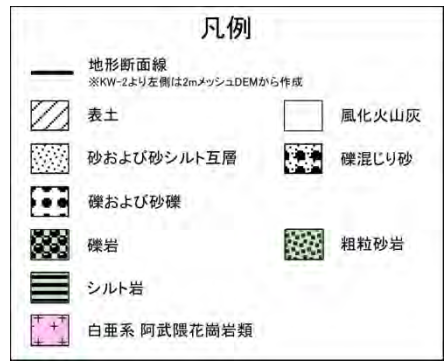 凡例
地形断面線
※KW-2より左側は2mメッシュDEMから作成
表土
風化火山灰
砂および砂シルト互層
礫混じり砂
礫および砂礫
礫岩
粗粒砂岩
シルト岩
白亜系 阿武隈花崗岩類